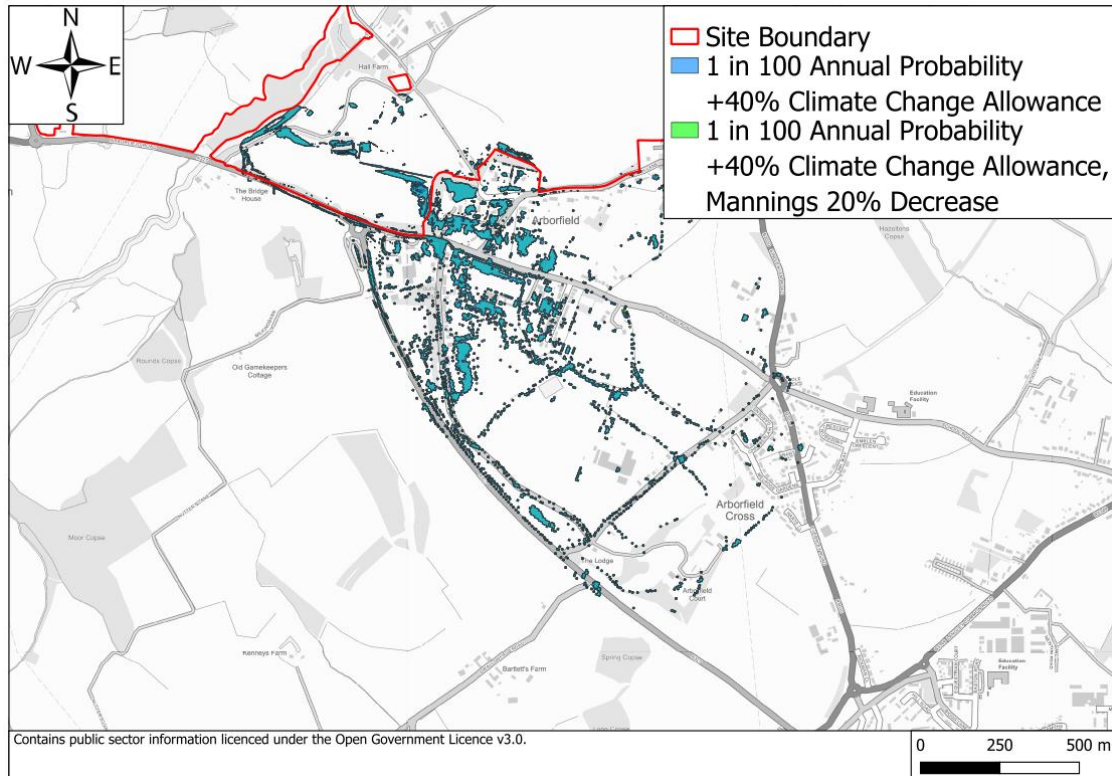 N
W E
S
Site Boundary
1 in 100 Annual Probability
+40% Climate Change Allowance
1 in 100 Annual Probability
+40% Climate Change Allowance,
Mannings 20% Decrease
Hall Farm
The Bridge
House
Arborfield
Hazeltons
Copse
Rounds Copse
Old Gamekeepers
Cottage
Education
Facility
Moor Copse
Arborfield
Cross
The Lodge
Arborfield
Court
Kenneys Farm
Bartlett's Farm
Spring Copse
Education
Facility
Contains public sector information licenced under the Open Government Licence v3.0.
0 250 500 m